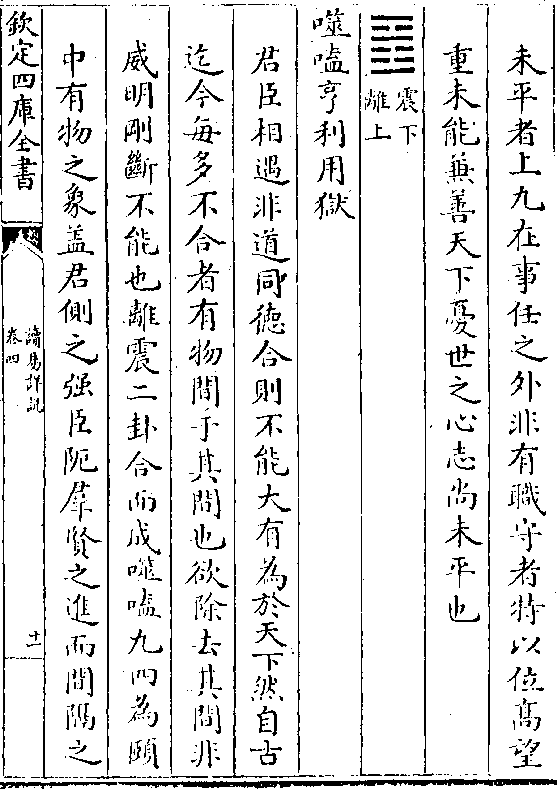 未平者上九在事任之外非有職守者特以位髙望
重未能兼善天下憂世之心志尚未平也
震下
離上
噬嗑亨利用獄
君臣相遇非道同德合則不能大有為於天下然自古
迄今每多不合者有物間乎其間也欲除去其間非
威明剛斷不能也離震二卦合而成噬嗑九四為頤
中有物之象葢君側之强臣阨羣賢之進而間隔之
欽定四庫全書
讀易詳說
卷四
十一